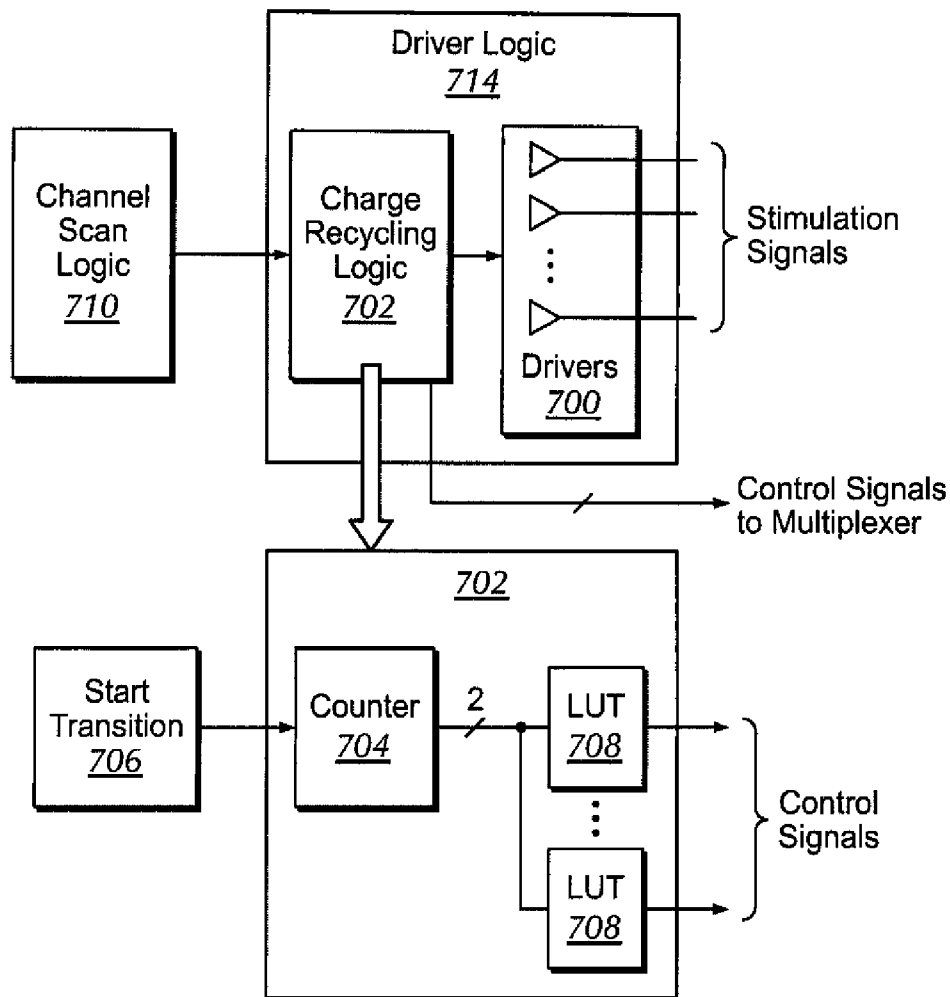 Driver Logic
714
Channel
Scan
Logic
710
Charge
Recycling
Logic
702
Drivers
700
Stimulation
Signals
Control Signals
to Multiplexer
702
Start
Transition
706
Counter
704
2
LUT
708
LUT
708
Control
Signals